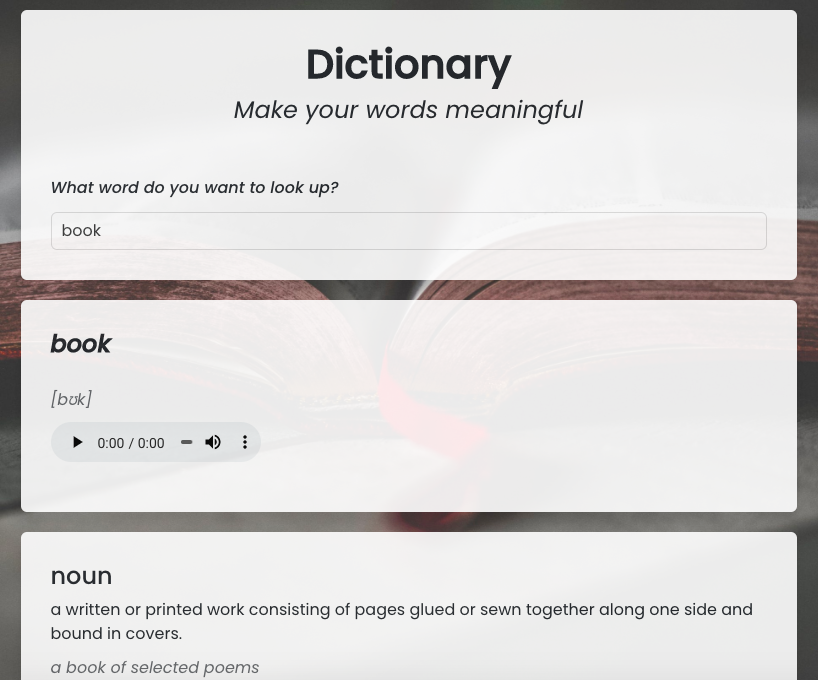 Dictionary
Make your words meaningful
What word do you want to look up?
book
book
[bʊk]
0:00 / 0:00
noun
a written or printed work consisting of pages glued or sewn together along one side and
bound in covers.
a book of selected poems